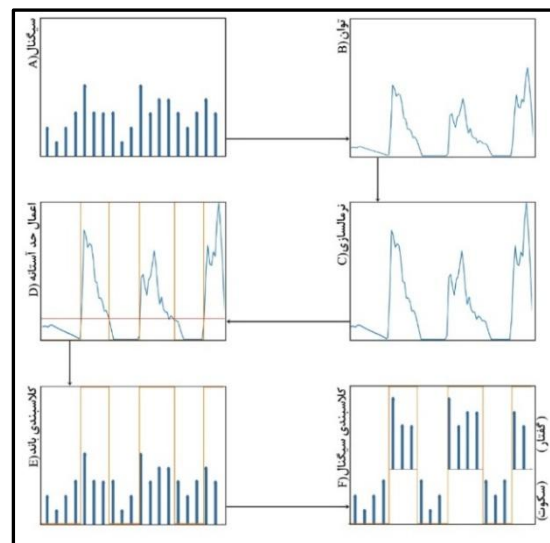 A) سیگنال
B) توان
C) نرمالسازی
D) اعمال حد آستانه
E) کلاسبندی باند
F) کلاسبندی سیگنال
(گفتار)
(سکوت)